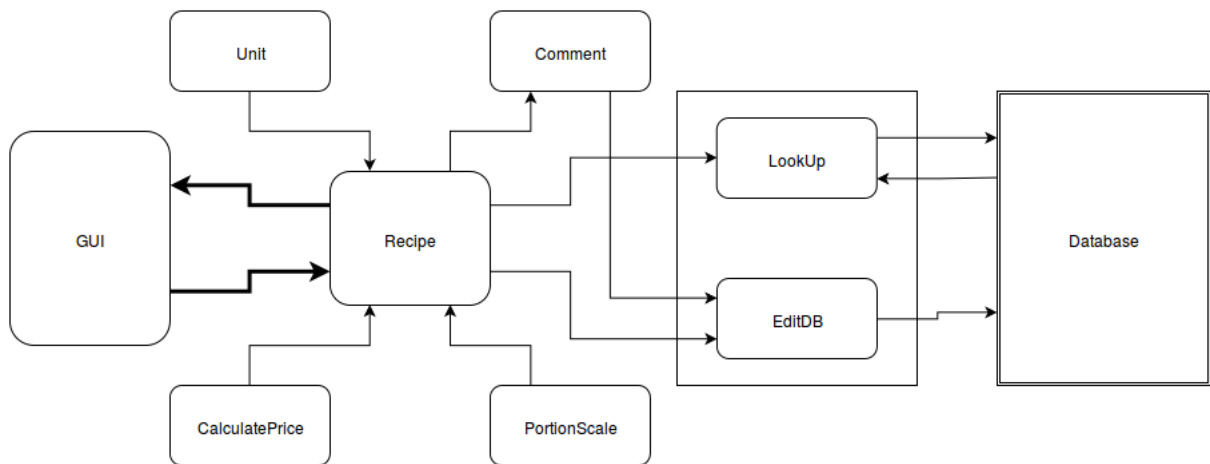 Unit
Comment
LookUp
GUI
Recipe
Database
EditDB
CalculatePrice
PortionScale